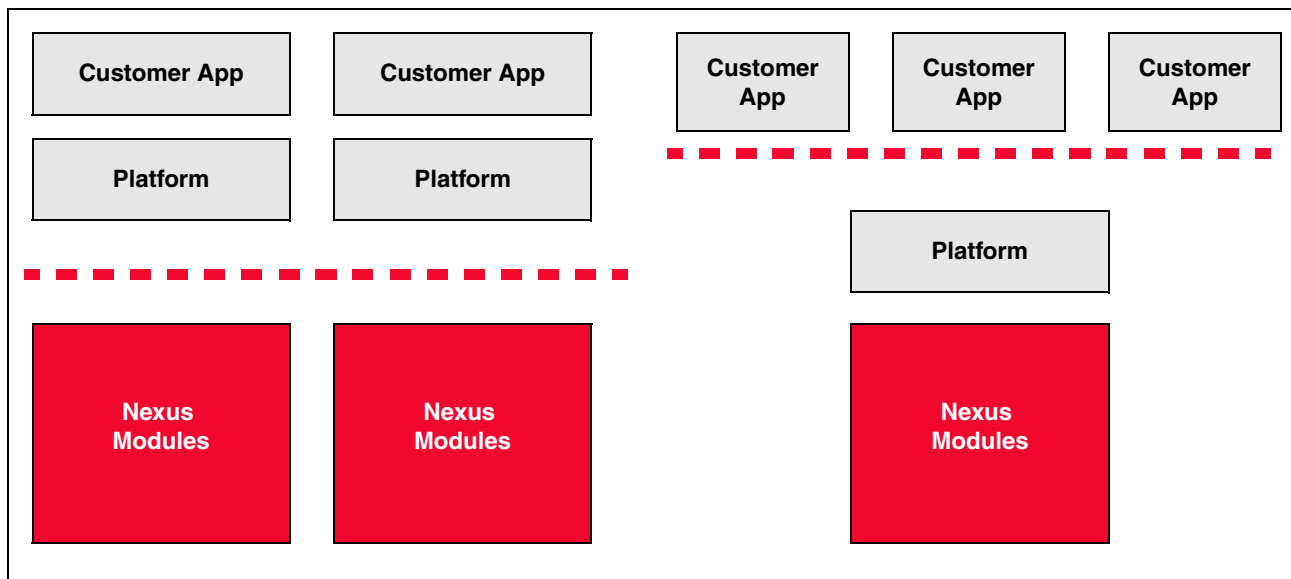 Customer App
Customer App
Customer
App
Customer
App
Customer
App
Platform
Platform
Platform
Nexus
Modules
Nexus
Modules
Nexus
Modules